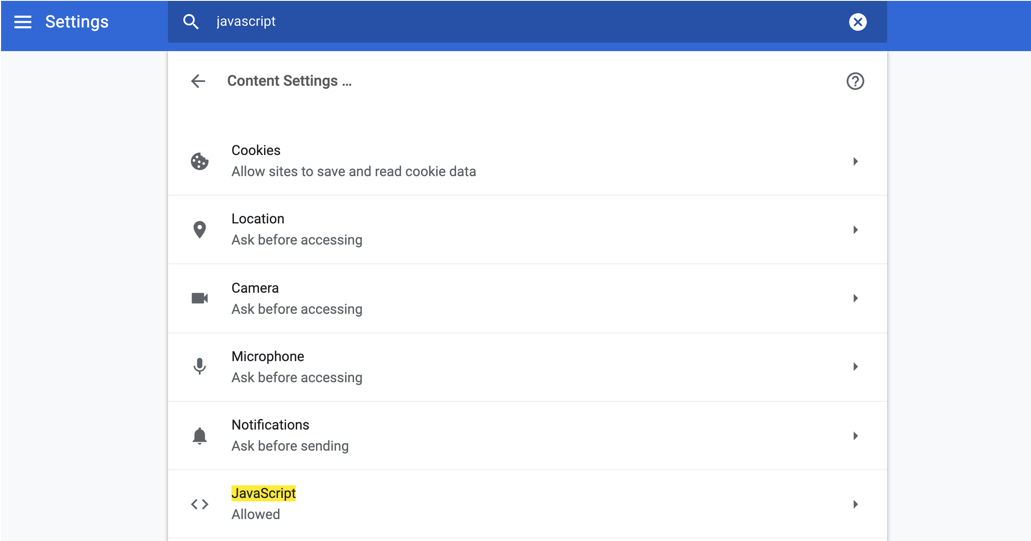 Settings
javascript
Content Settings ...
Cookies
Allow sites to save and read cookie data
Location
Ask before accessing
Camera
Ask before accessing
Microphone
Ask before accessing
Notifications
Ask before sending
JavaScript
Allowed